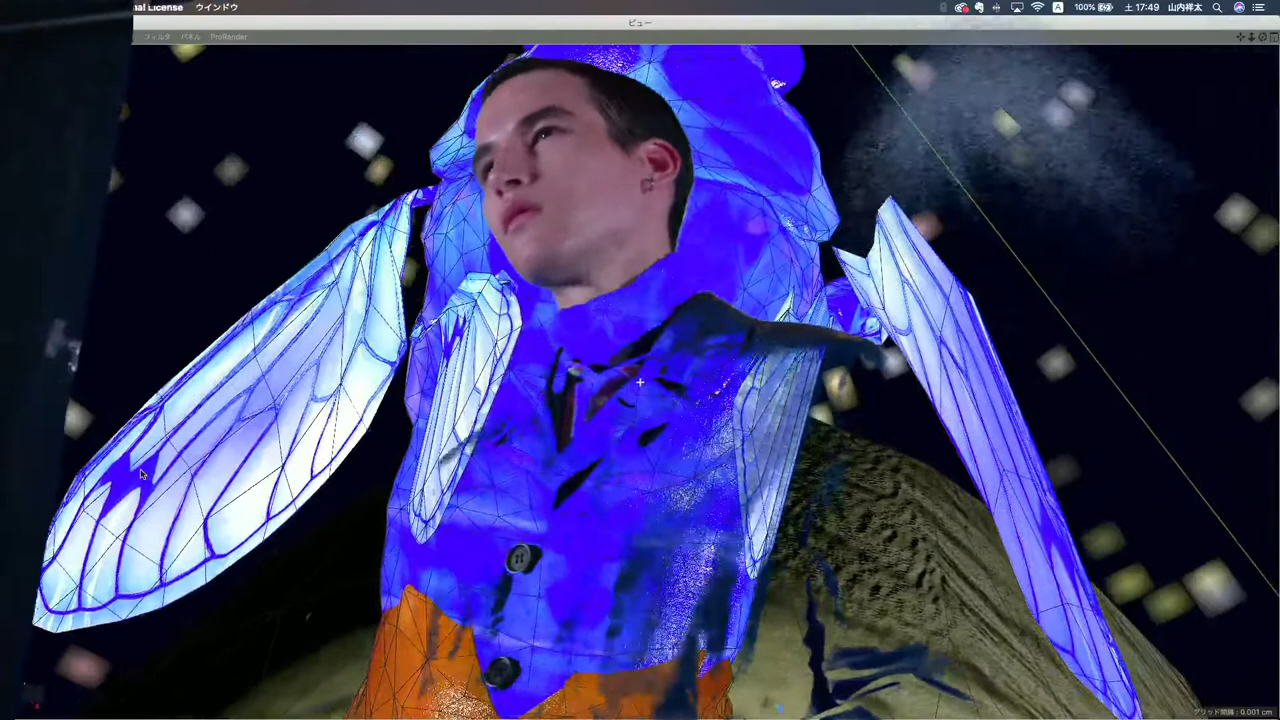 nal License ウインドウ
100% 土 17:49 山内祥太
ビュー
フィルタ パネル ProRender
グリッド間隔 : 0.001 cm